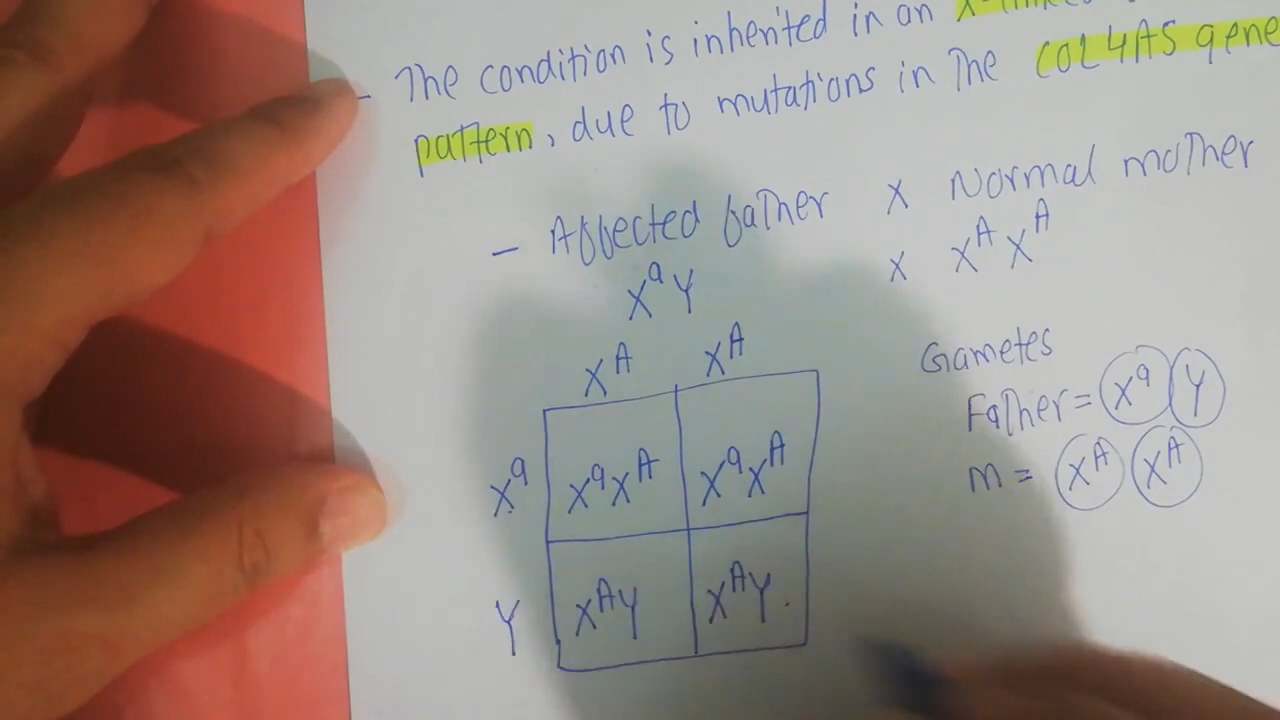 - The condition is inherited in an X-linked
pattern, due to mutations in The COL4A5 gene
- Affected father X Normal mother
X^a Y X X^A X^A
X^A X^A
X^a X^a X^A X^a X^A
Y X^A Y X^A Y.
Gametes
Father = X^a Y
m = X^A X^A